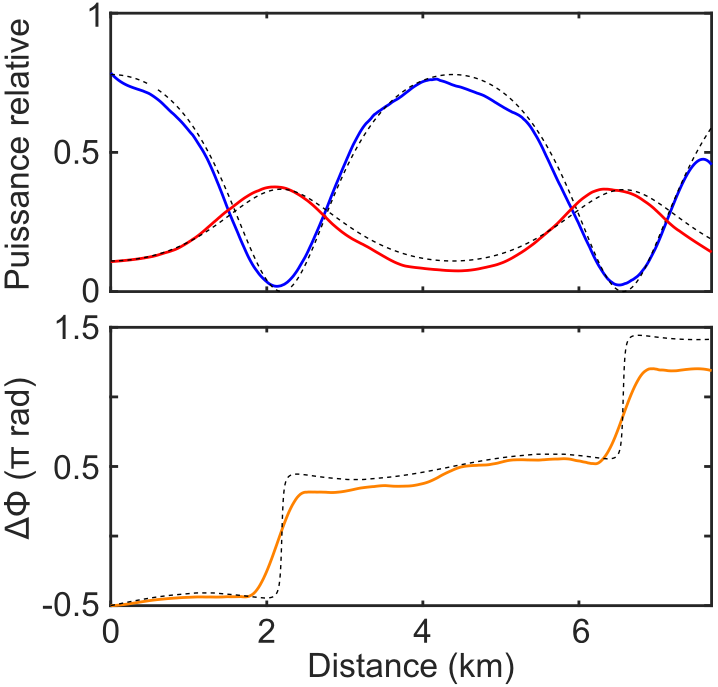 1
0.5
0
Puissance relative
1.5
0.5
-0.5
ΔΦ (π rad)
0 2 4 6
Distance (km)